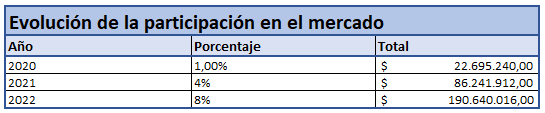 Evolución de la participación en el mercado
Año Porcentaje Total
2020 1,00% $ 22.695.240,00
2021 4% $ 86.241.912,00
2022 8% $ 190.640.016,00